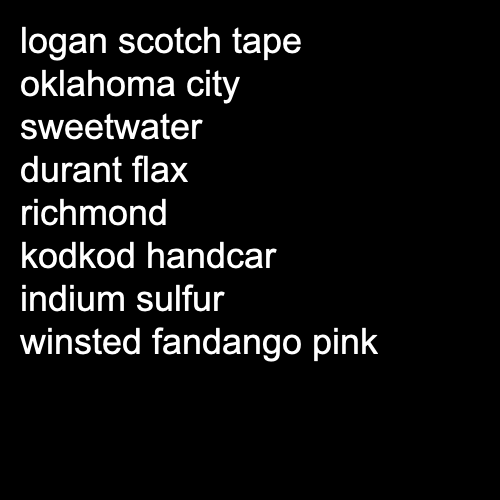 logan scotch tape
oklahoma city
sweetwater
durant flax
richmond
kodkod handcar
indium sulfur
winsted fandango pink